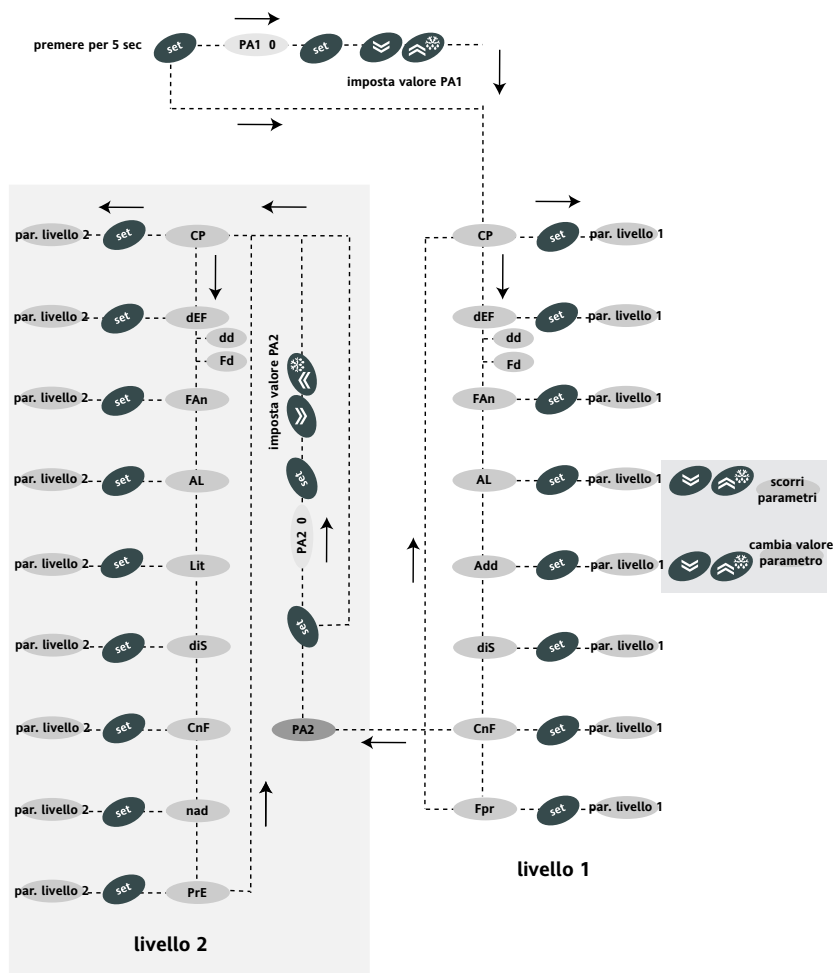 premere per 5 sec set PA1 0 set
imposta valore PA1
par. livello 2 set CP
dEF
par. livello 2 set
dd
Fd
FAn
par. livello 2 set
AL
par. livello 2 set
Lit
par. livello 2 set
diS
par. livello 2 set
CnF
par. livello 2 set
nad
par. livello 2 set
PrE
par. livello 2 set
livello 2
imposta valore PA2
set
PA2 0
set
PA2
CP set par. livello 1
dEF set par. livello 1
dd
Fd
FAn set par. livello 1
AL set par. livello 1
scorri
parametri
Add set par. livello 1
cambia valore
parametro
diS set par. livello 1
CnF set par. livello 1
Fpr set par. livello 1
livello 1